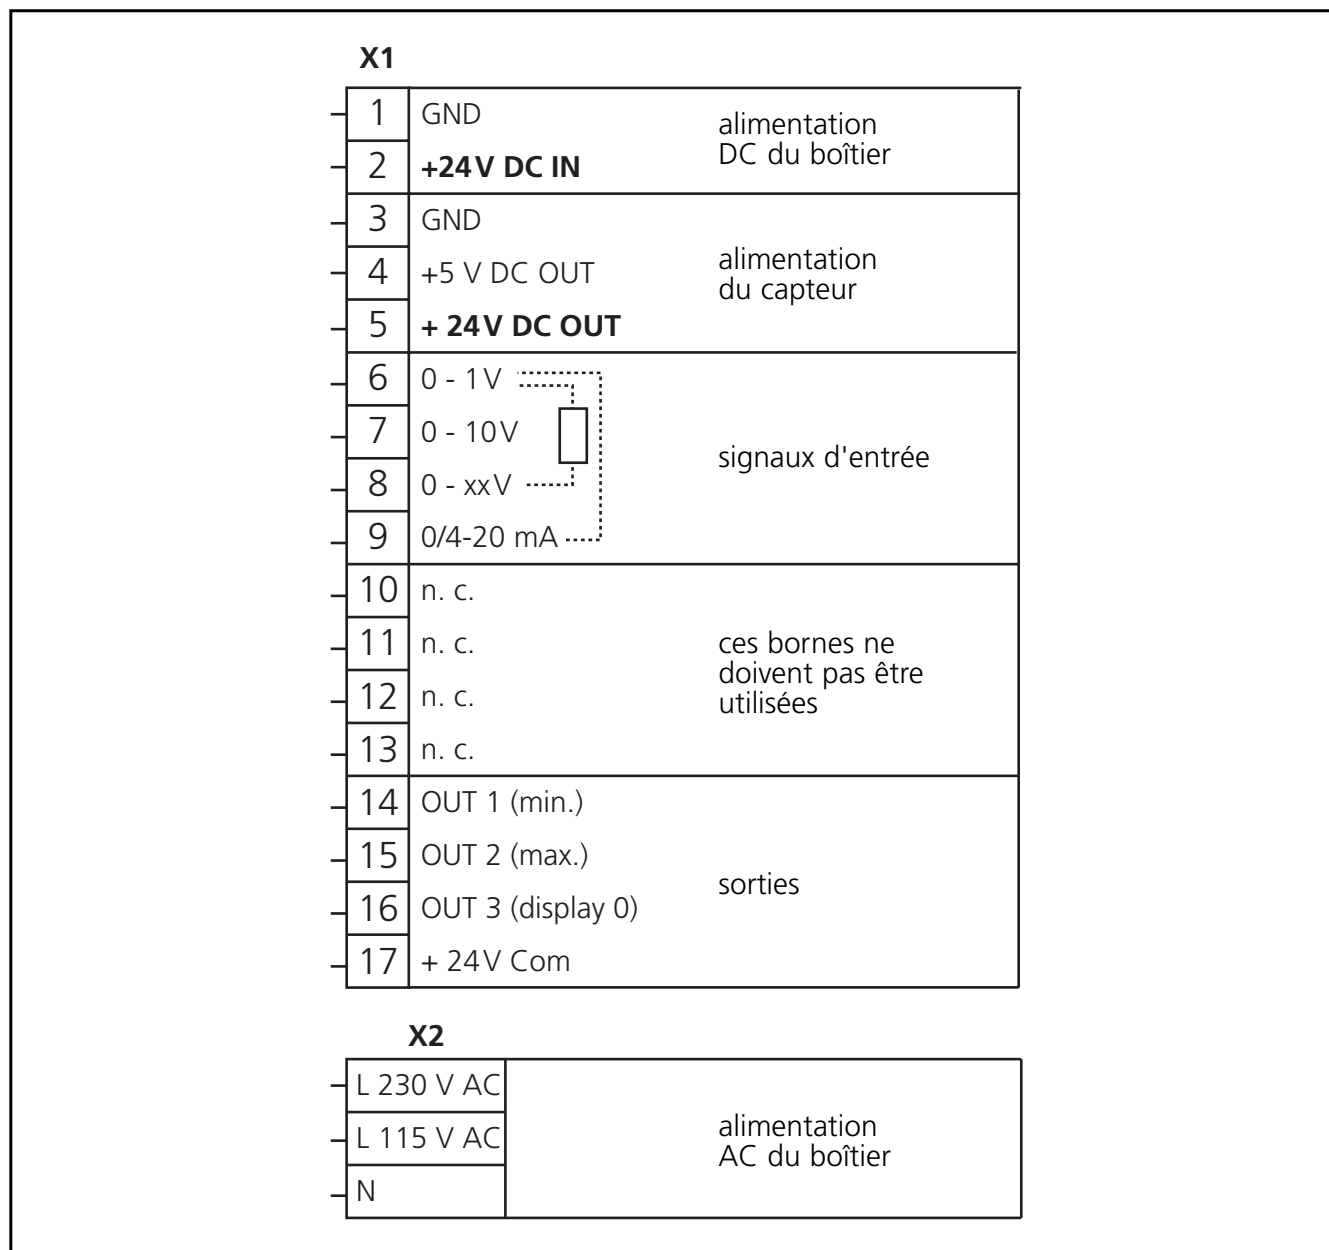 X1
1 GND
2 +24V DC IN
alimentation
DC du boîtier
3 GND
4 +5 V DC OUT
5 + 24V DC OUT
alimentation
du capteur
6 0 - 1V
7 0 - 10V
8 0 - xxV
9 0/4-20 mA
signaux d'entrée
10 n. c.
11 n. c.
12 n. c.
13 n. c.
ces bornes ne
doivent pas être
utilisées
14 OUT 1 (min.)
15 OUT 2 (max.)
16 OUT 3 (display 0)
17 + 24V Com
sorties
X2
L 230 V AC
L 115 V AC
N
alimentation
AC du boîtier